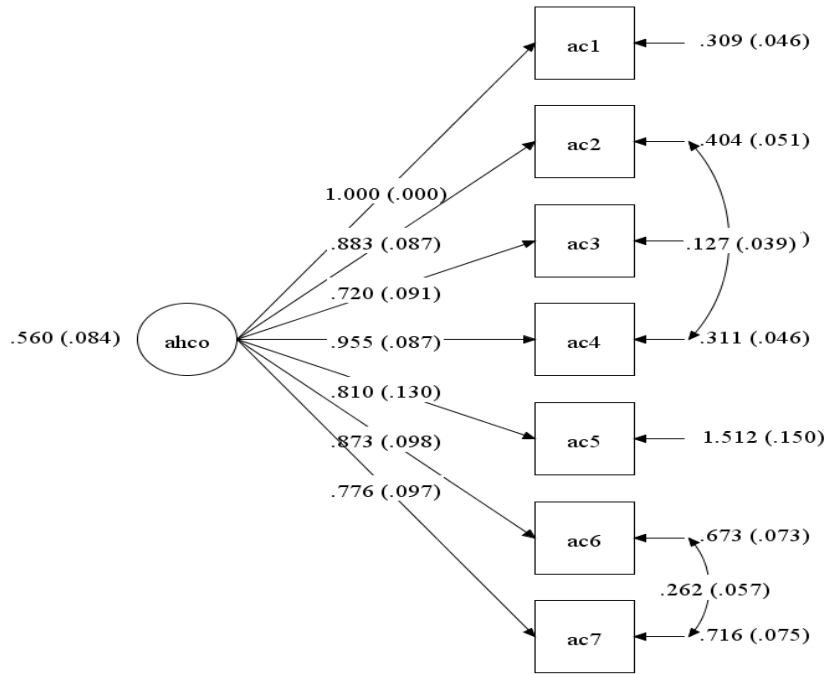 ac1
.309 (.046)
ac2
.404 (.051)
1.000 (.000)
.883 (.087)
ac3
.127 (.039)
)
.720 (.091)
.560 (.084)
ahco
.955 (.087)
ac4
.311 (.046)
.810 (.130)
.873 (.098)
ac5
1.512 (.150)
.776 (.097)
ac6
.673 (.073)
.262 (.057)
ac7
.716 (.075)